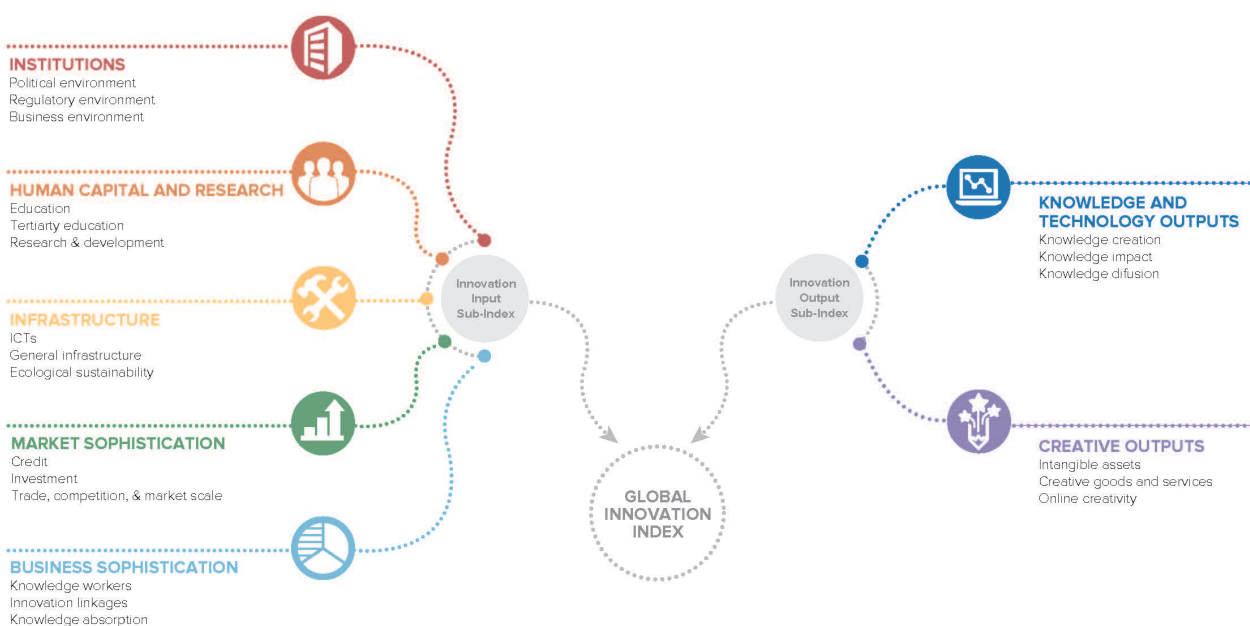 INSTITUTIONS
Political environment
Regulatory environment
Business environment
HUMAN CAPITAL AND RESEARCH
Education
Tertiarty education
Research & development
INFRASTRUCTURE
ICTs
General infrastructure
Ecological sustainability
MARKET SOPHISTICATION
Credit
Investment
Trade, competition, & market scale
BUSINESS SOPHISTICATION
Knowledge workers
Innovation linkages
Knowledge absorption
Innovation
Input
Sub-Index
GLOBAL
INNOVATION
INDEX
Innovation
Output
Sub-Index
KNOWLEDGE AND
TECHNOLOGY OUTPUTS
Knowledge creation
Knowledge impact
Knowledge difusion
CREATIVE OUTPUTS
Intangible assets
Creative goods and services
Online creativity